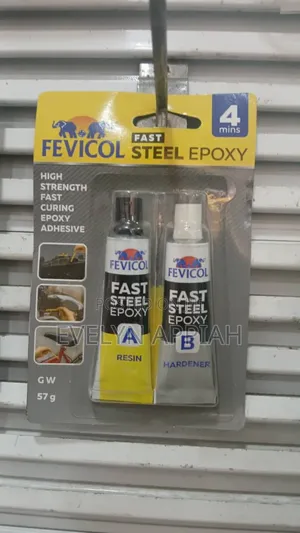 4
mins
FAST
FEVICOL STEEL EPOXY
HIGH
STRENGTH
FAST
CURING
EPOXY
ADHESIVE
G W
57 g
FEVICOL
FAST
STEEL
EPOXY
A
RESIN
FEVICOL
FAST
STEEL
EPOXY
B
HARDENER